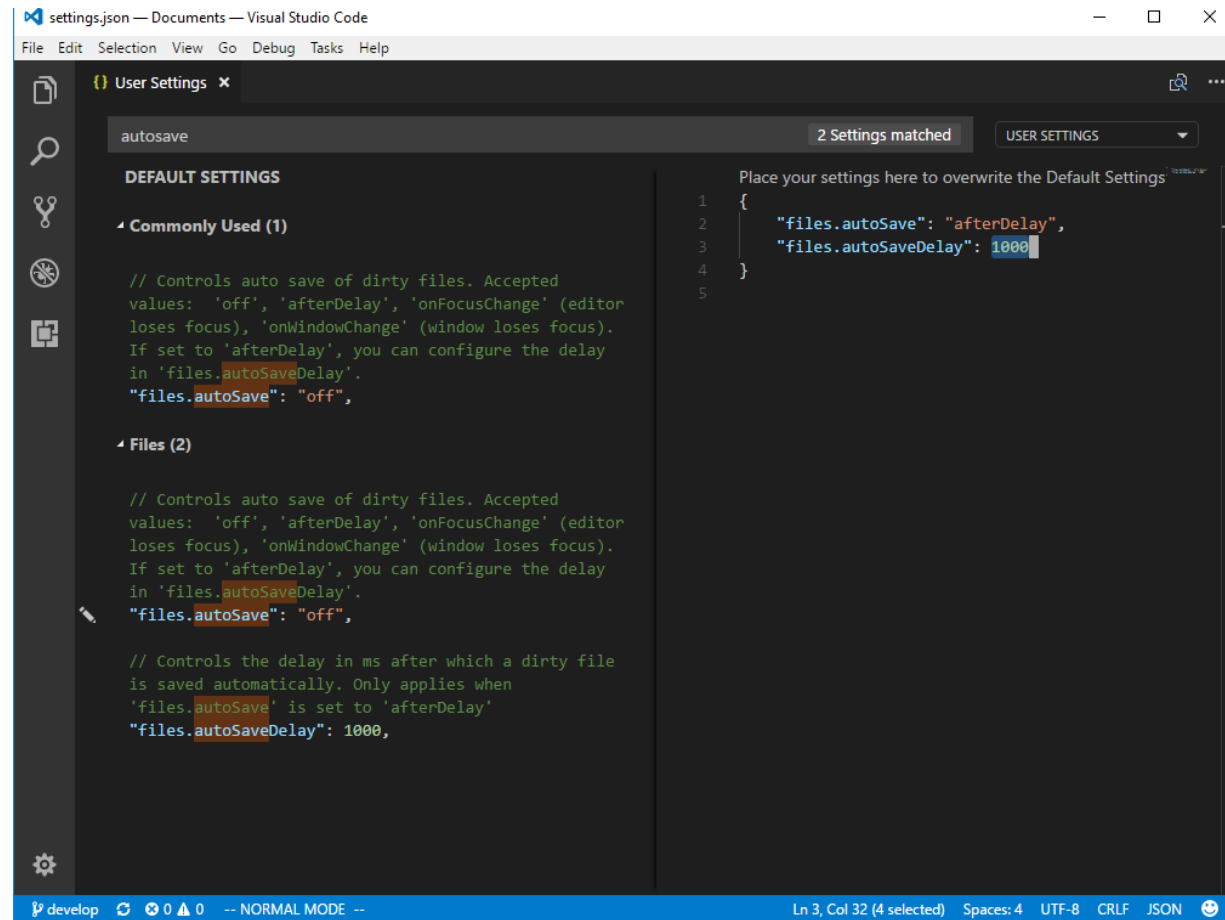 settings.json — Documents — Visual Studio Code
File Edit Selection View Go Debug Tasks Help
{} User Settings
autosave 2 Settings matched USER SETTINGS
DEFAULT SETTINGS
Commonly Used (1)
// Controls auto save of dirty files. Accepted
values:  'off', 'afterDelay', 'onFocusChange' (editor
loses focus), 'onWindowChange' (window loses focus).
If set to 'afterDelay', you can configure the delay
in 'files.autoSaveDelay'.
"files.autoSave": "off",
Files (2)
// Controls auto save of dirty files. Accepted
values:  'off', 'afterDelay', 'onFocusChange' (editor
loses focus), 'onWindowChange' (window loses focus).
If set to 'afterDelay', you can configure the delay
in 'files.autoSaveDelay'.
"files.autoSave": "off",
// Controls the delay in ms after which a dirty file
is saved automatically. Only applies when
'files.autoSave' is set to 'afterDelay'
"files.autoSaveDelay": 1000,
Place your settings here to overwrite the Default Settings
1 {
2 "files.autoSave": "afterDelay",
3 "files.autoSaveDelay": 1000
4 }
5
develop 0 0 -- NORMAL MODE -- Ln 3, Col 32 (4 selected) Spaces: 4 UTF-8 CRLF JSON